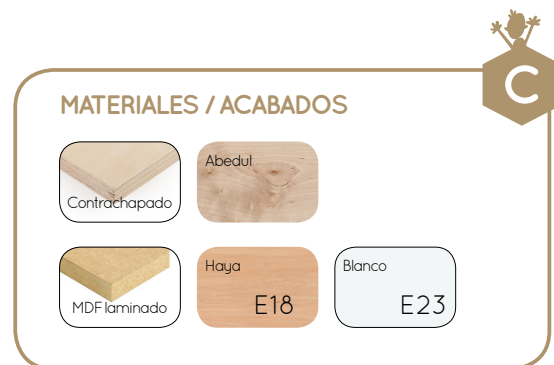 C
MATERIALES / ACABADOS
Contrachapado
Abedul
MDF laminado
Haya
E18
Blanco
E23